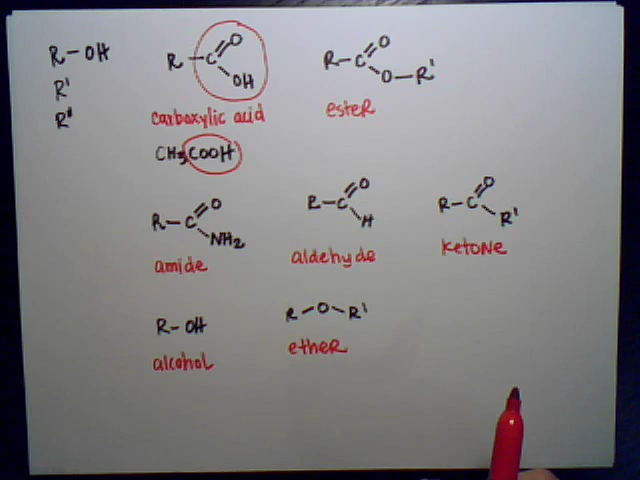 R-OH
R'
R"
R-C=O
OH
carboxylic acid
CH3COOH
R-C=O
O-R'
ester
R-C=O
NH2
amide
R-C=O
H
aldehyde
R-C=O
R'
ketone
R-OH
alcohol
R-O-R'
ether